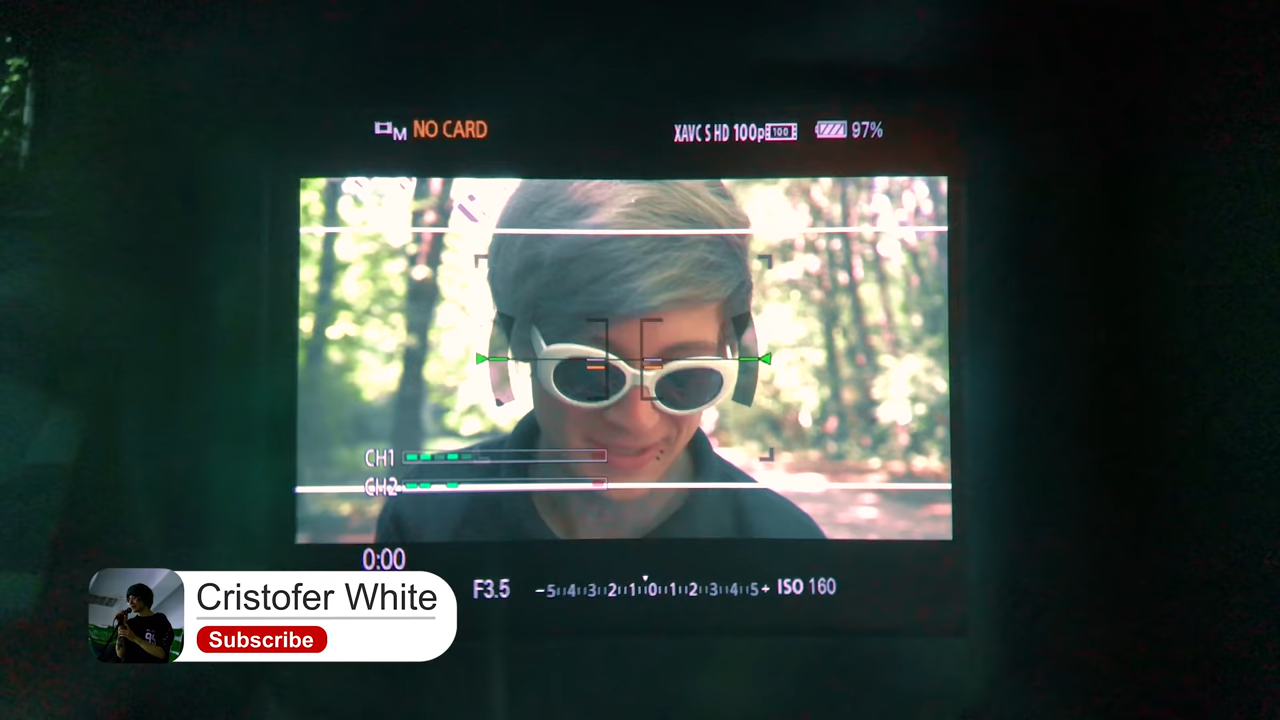 M NO CARD
XAVC S HD 100p 100 97%
CH1
CH2
0:00
F3.5 -5 4 3 2 1 0 1 2 3 4 5+ ISO 160
Cristofer White
Subscribe